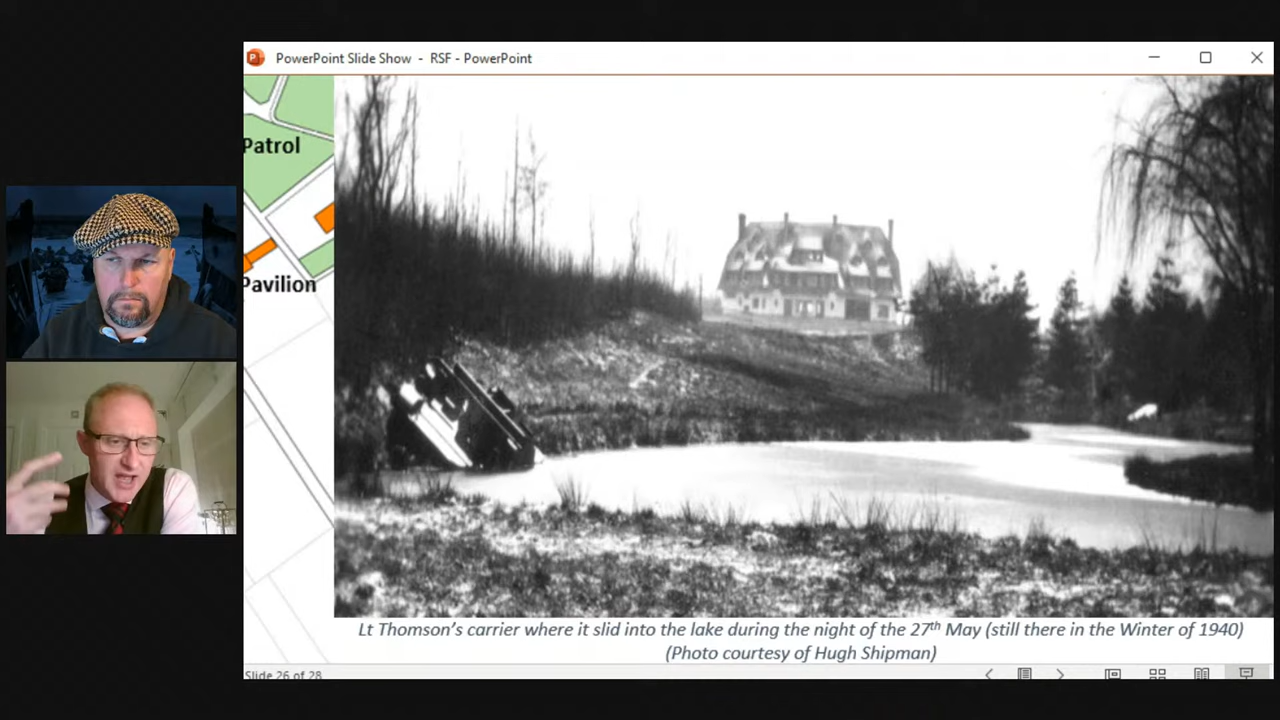 PowerPoint Slide Show - RSF - PowerPoint
Patrol
Pavilion
Lt Thomson's carrier where it slid into the lake during the night of the 27th May (still there in the Winter of 1940)
(Photo courtesy of Hugh Shipman)
Slide 26 of 28